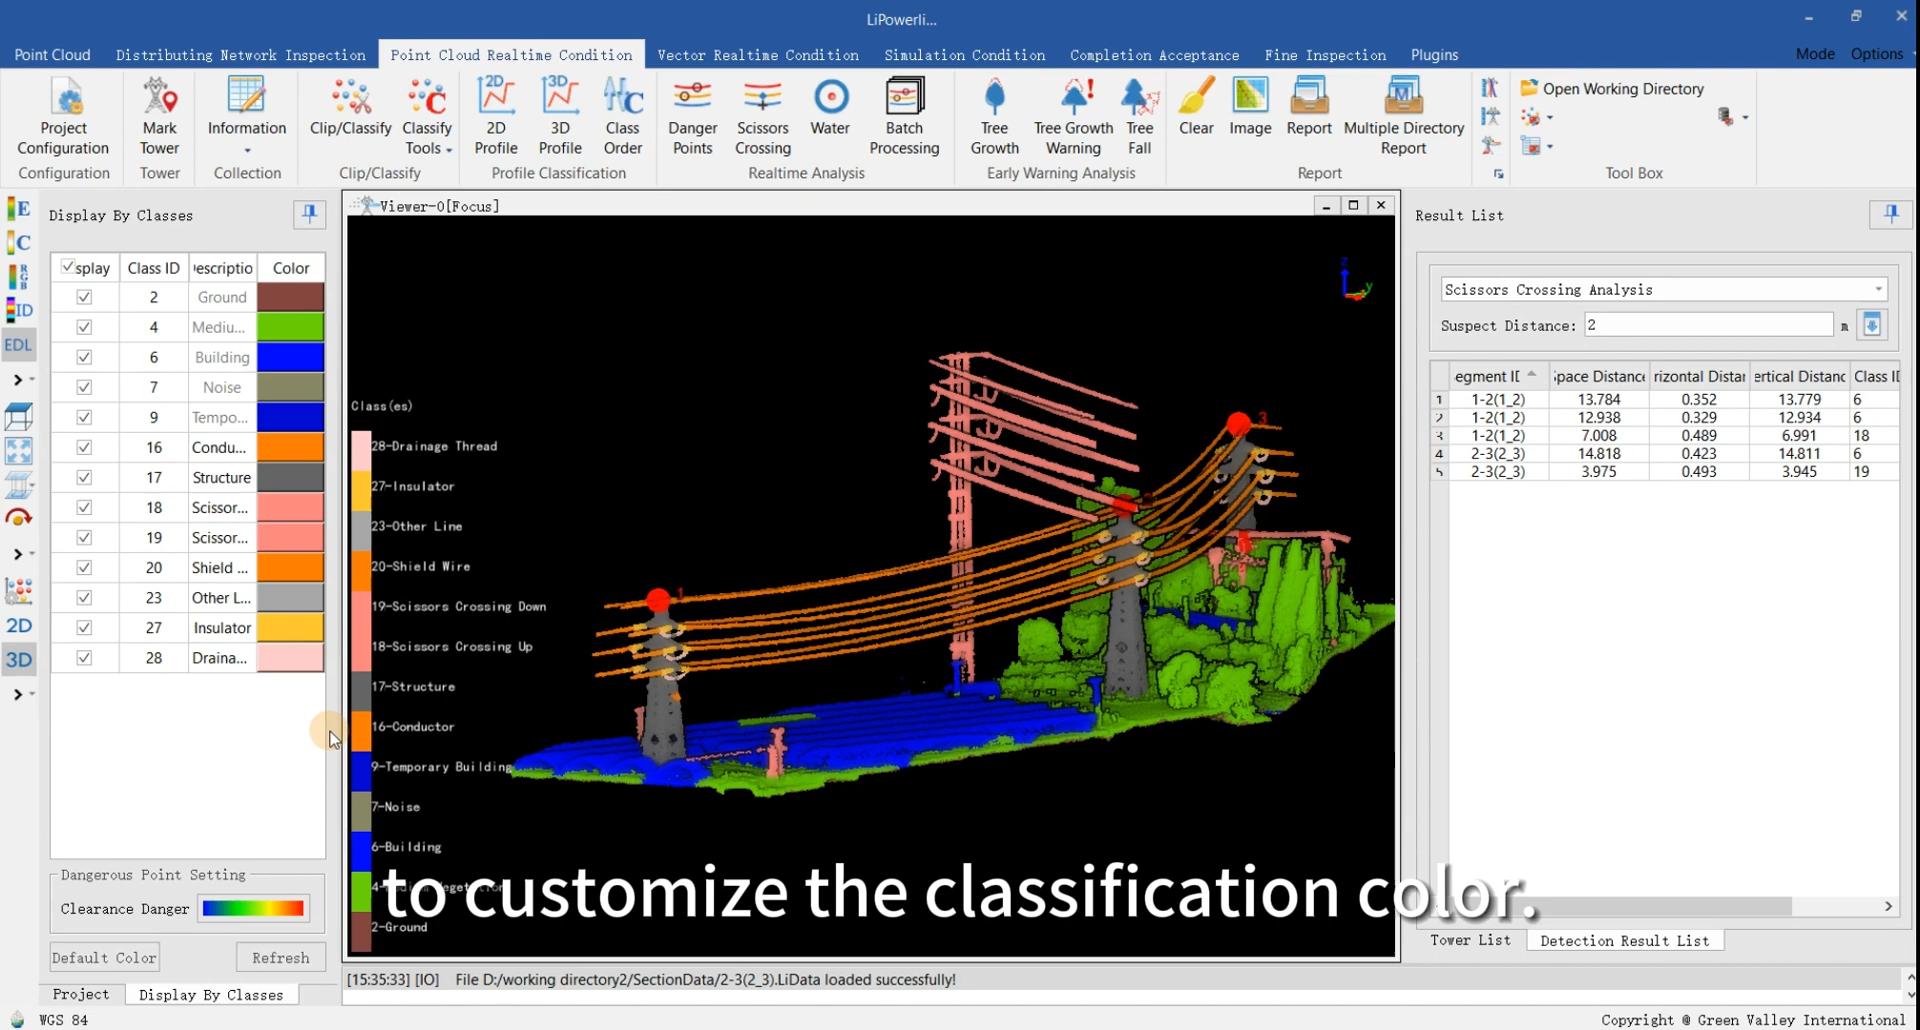 LiPowerli...
Point Cloud Distributing Network Inspection Point Cloud Realtime Condition Vector Realtime Condition Simulation Condition Completion Acceptance Fine Inspection Plugins Mode Options
Project Configuration
Mark Tower
Information
Clip/Classify
Classify Tools
2D Profile
3D Profile
Class Order
Danger Points
Scissors Crossing
Water
Batch Processing
Tree Growth
Tree Growth Warning
Tree Fall
Clear
Image
Report
Multiple Directory Report
Open Working Directory
Configuration Tower Collection Clip/Classify Profile Classification Realtime Analysis Early Warning Analysis Report Tool Box
E
C
RGB
ID
EDL
2D
3D
Display By Classes
splay Class ID escriptio Color
2 Ground
4 Mediu...
6 Building
7 Noise
9 Tempo...
16 Condu...
17 Structure
18 Scissor...
19 Scissor...
20 Shield ...
23 Other L...
27 Insulator
28 Draina...
Dangerous Point Setting
Clearance Danger
Default Color Refresh
Project Display By Classes
Viewer-0[Focus]
z
y
Class(es)
28-Drainage Thread
27-Insulator
23-Other Line
20-Shield Wire
19-Scissors Crossing Down
18-Scissors Crossing Up
17-Structure
16-Conductor
9-Temporary Building
7-Noise
6-Building
2-Ground
1
3
to customize the classification color.
Result List
Scissors Crossing Analysis
Suspect Distance: 2 m
egment II pace Distance rizontal Distar ertical Distanc Class II
1 1-2(1_2) 13.784 0.352 13.779 6
2 1-2(1_2) 12.938 0.329 12.934 6
3 1-2(1_2) 7.008 0.489 6.991 18
4 2-3(2_3) 14.818 0.423 14.811 6
5 2-3(2_3) 3.975 0.493 3.945 19
Tower List Detection Result List
[15:35:33] [IO] File D:/working directory2/SectionData/2-3(2_3).LiData loaded successfully!
WGS 84
Copyright @ Green Valley International